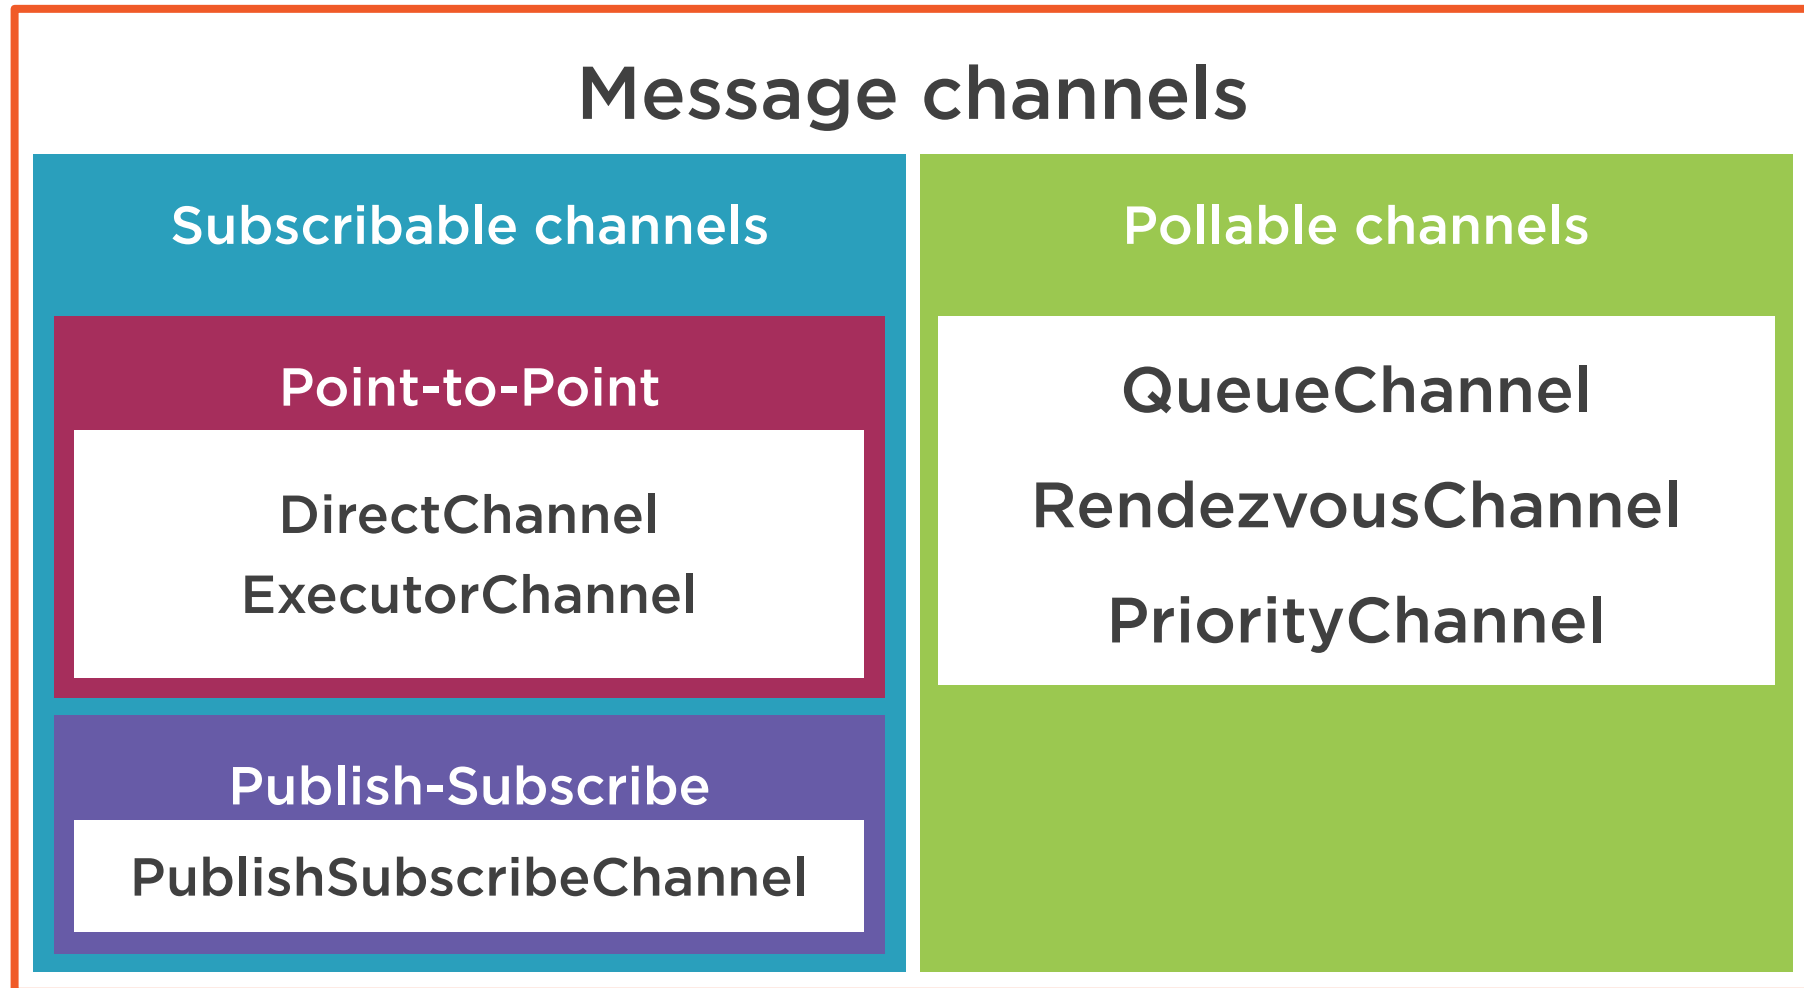 Message channels
Subscribable channels
Point-to-Point
DirectChannel
ExecutorChannel
Publish-Subscribe
PublishSubscribeChannel
Pollable channels
QueueChannel
RendezvousChannel
PriorityChannel